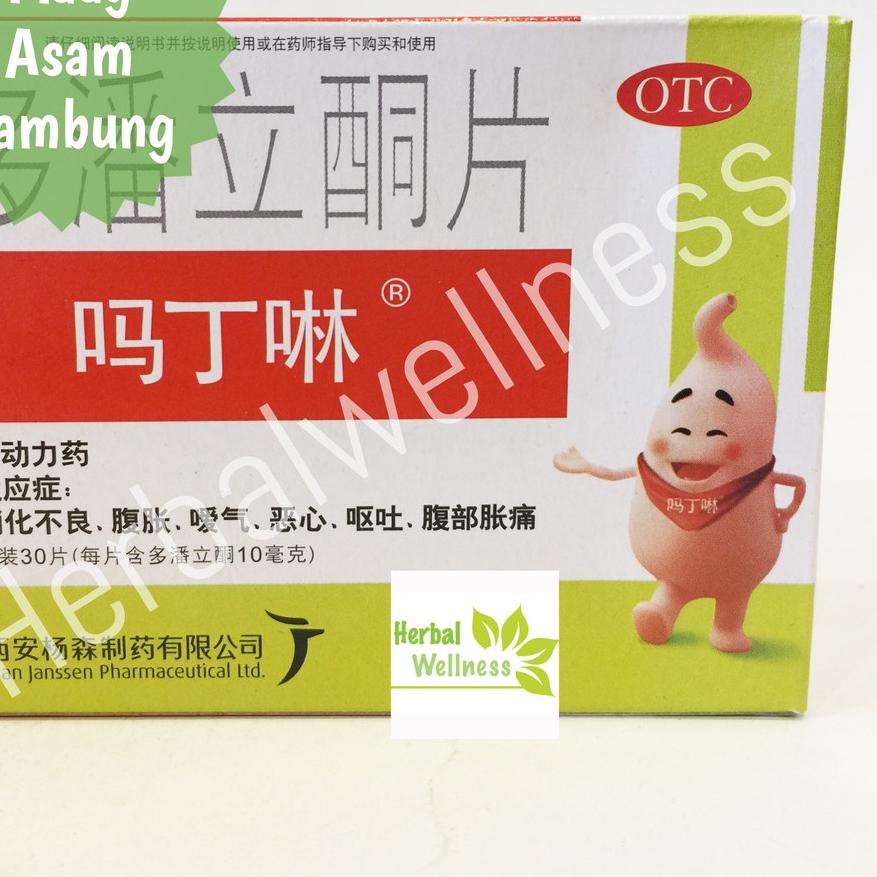 Asam
ambung
请仔细阅读说明书并按说明使用或在药师指导下购买和使用
多潘立酮片
OTC
吗丁啉®
动力药
应症：
化不良、腹胀、嗳气、恶心、呕吐、腹部胀痛
装30片(每片含多潘立酮10毫克)
西安杨森制药有限公司
an Janssen Pharmaceutical Ltd.
吗丁啉
Herbal
Wellness
Herbalwellness